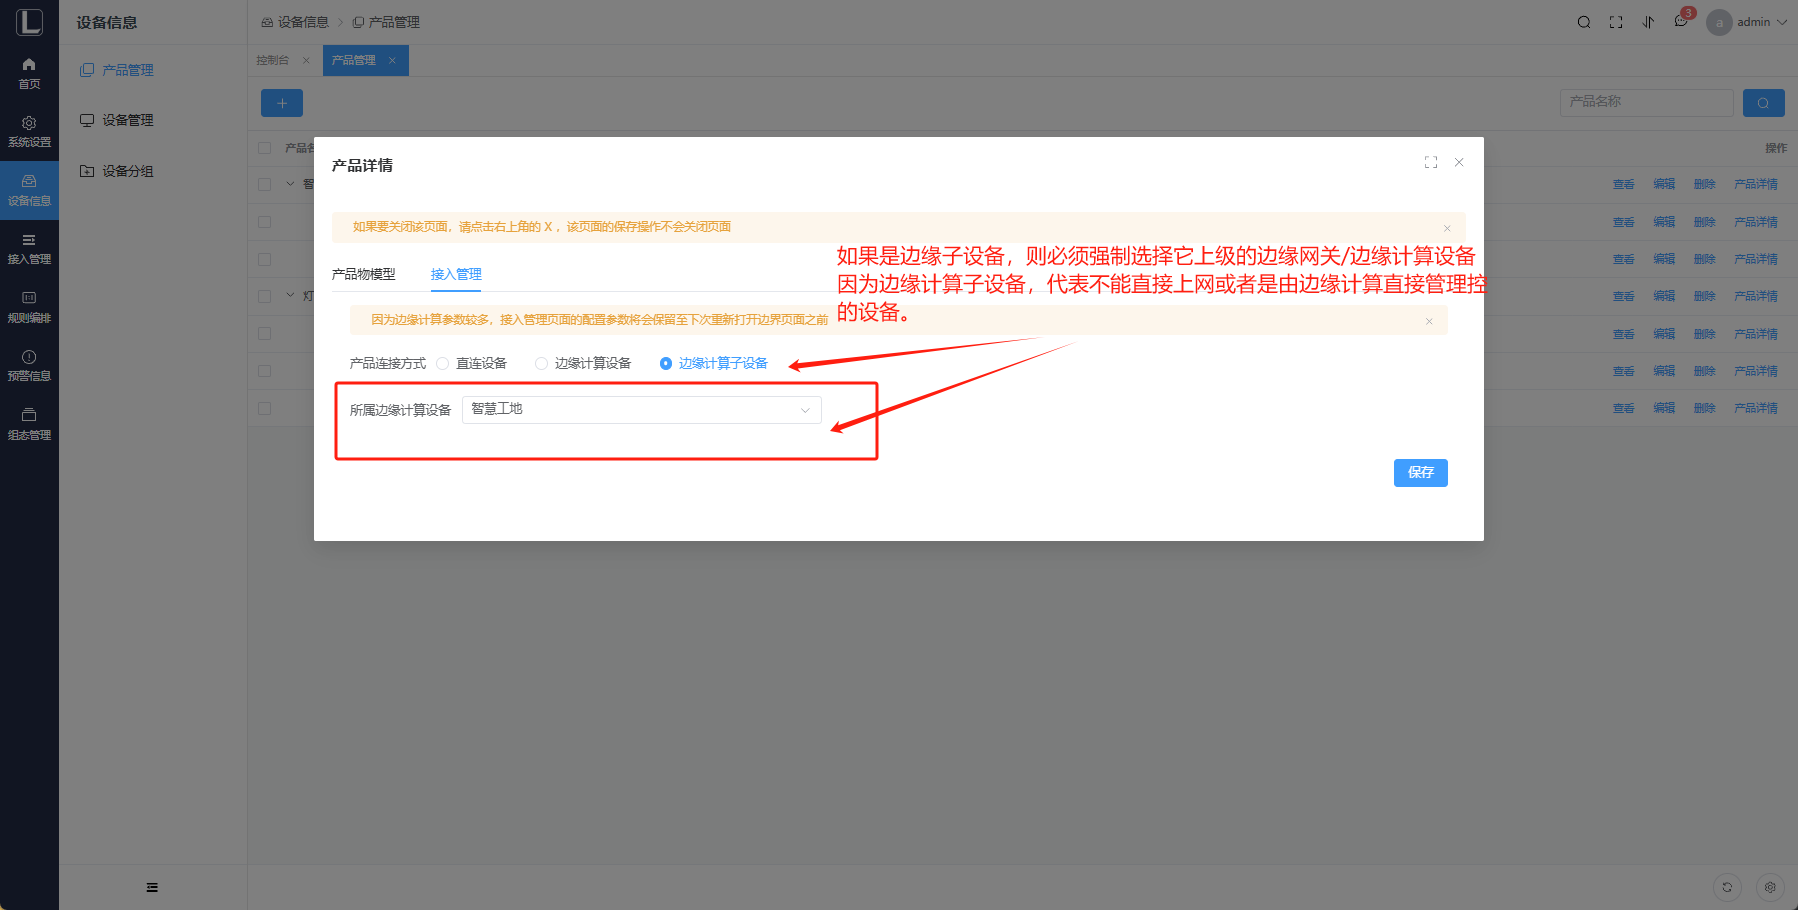 设备信息
设备信息
产品管理
3
a
admin
首页
系统设置
设备信息
接入管理
规则编排
预警信息
组态管理
产品管理
设备管理
设备分组
控制台
产品管理
产品名称
操作
查看 编辑 删除 产品详情
查看 编辑 删除 产品详情
查看 编辑 删除 产品详情
查看 编辑 删除 产品详情
查看 编辑 删除 产品详情
查看 编辑 删除 产品详情
查看 编辑 删除 产品详情
产品详情
如果要关闭该页面，请点击右上角的 X ，该页面的保存操作不会关闭页面
如果是边缘子设备，则必须强制选择它上级的边缘网关/边缘计算设备
因为边缘计算子设备，代表不能直接上网或者是由边缘计算直接管理控
的设备。
产品物模型
接入管理
因为边缘计算参数较多，接入管理页面的配置参数将会保留至下次重新打开边界页面之前
产品连接方式 直连设备 边缘计算设备 边缘计算子设备
所属边缘计算设备 智慧工地
保存